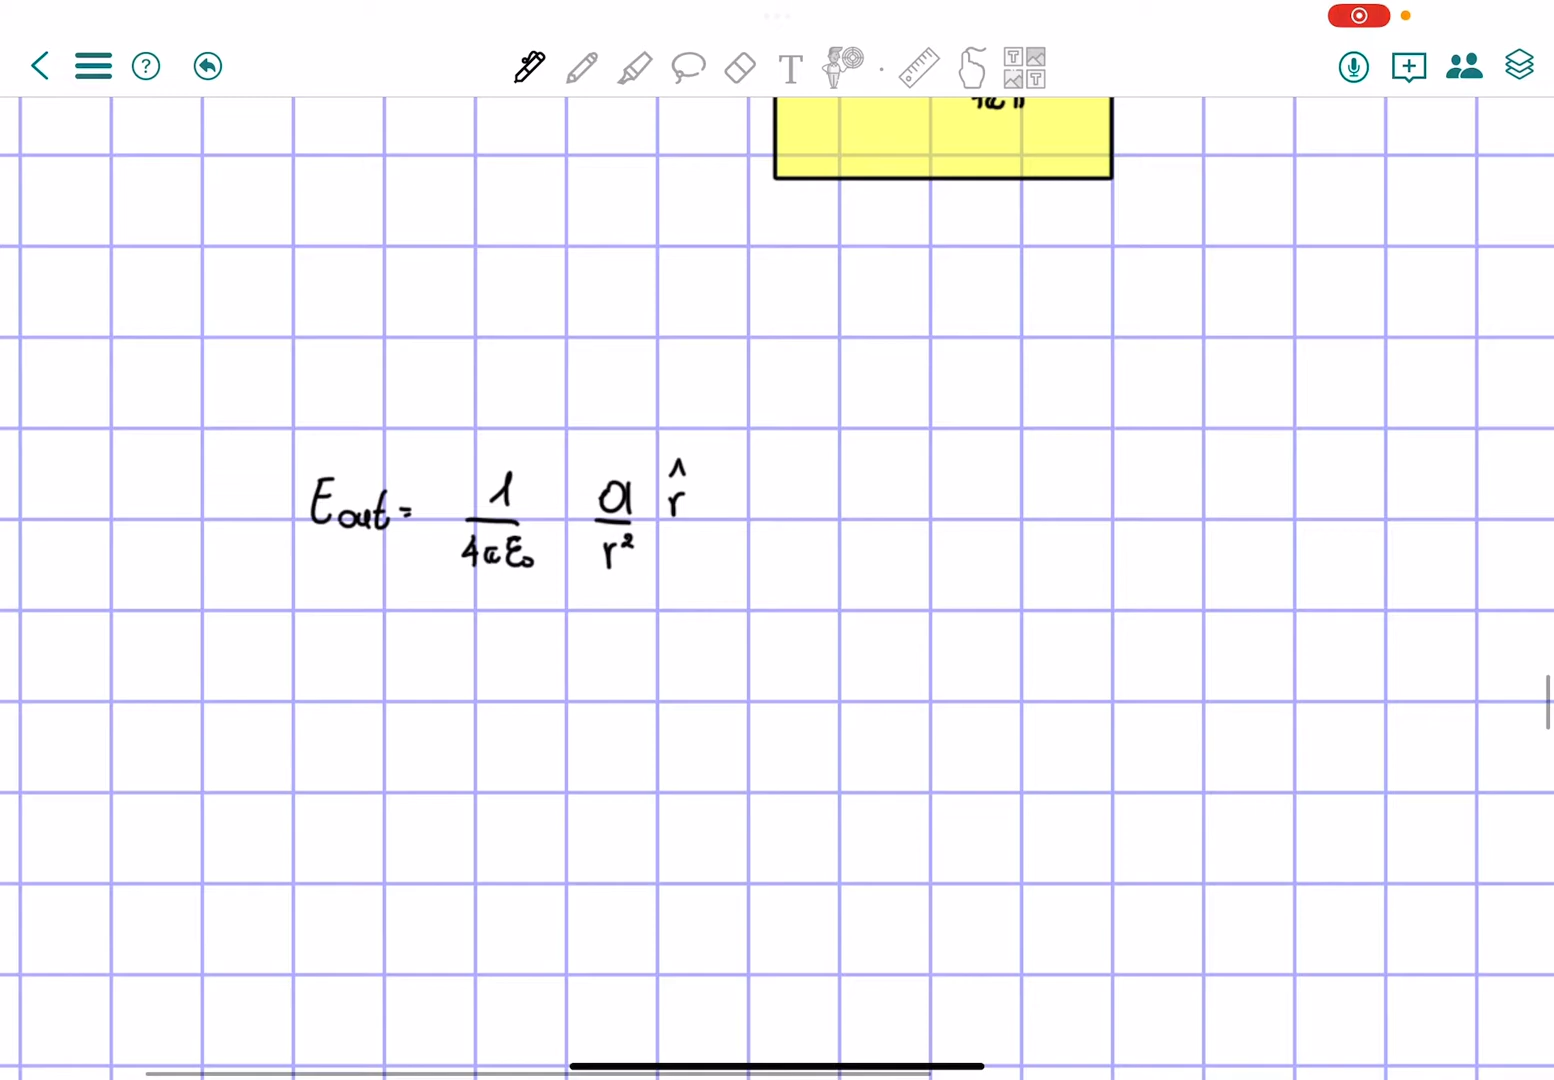 ?
T
T
T
Eout = 1/4πε₀ q/r² r̂